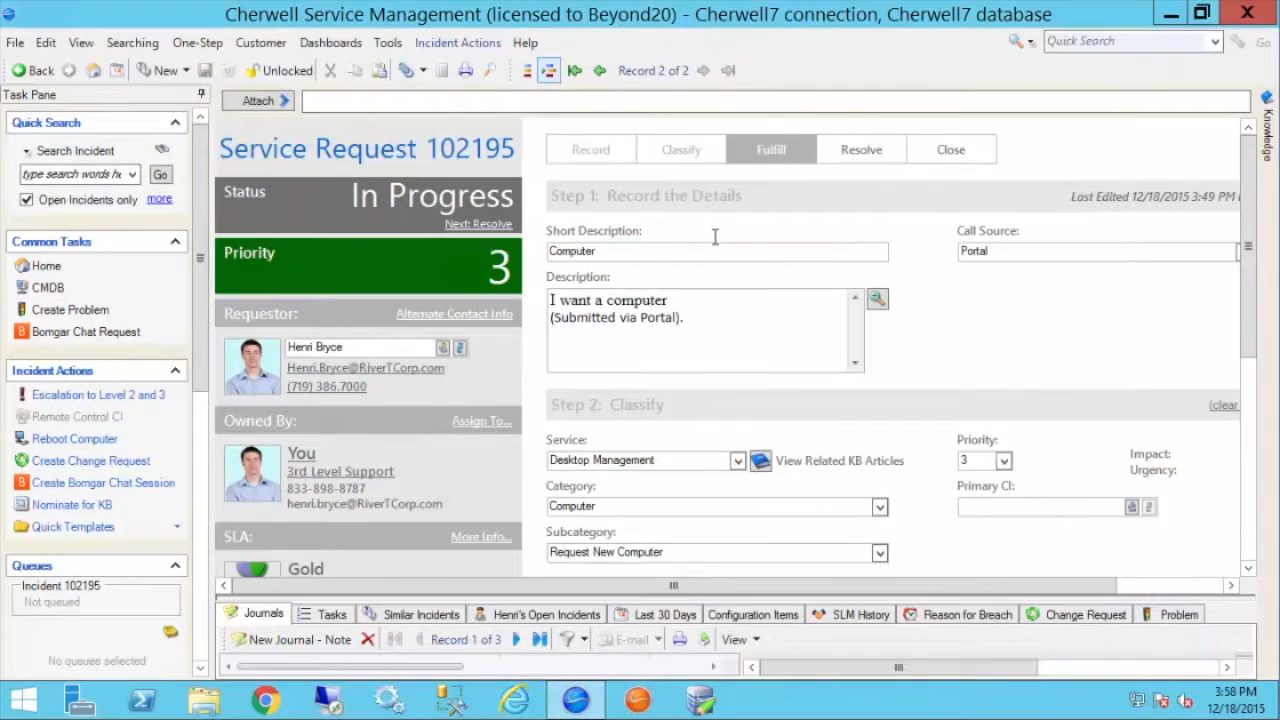 Cherwell Service Management (licensed to Beyond20) - Cherwell7 connection, Cherwell7 database
File Edit View Searching One-Step Customer Dashboards Tools Incident Actions Help
Quick Search Go
Back New Unlocked Record 2 of 2
Task Pane
Attach
Knowledge
Quick Search
Search Incident
type search words he Go
Open Incidents only more
Common Tasks
Home
CMDB
Create Problem
Bomgar Chat Request
Incident Actions
Escalation to Level 2 and 3
Remote Control CI
Reboot Computer
Create Change Request
Create Bomgar Chat Session
Nominate for KB
Quick Templates
Queues
Incident 102195
Not queued
No queues selected
Service Request 102195
Status In Progress
Next: Resolve
Priority 3
Requestor: Alternate Contact Info
Henri Bryce
Henri.Bryce@RiverTCorp.com
(719) 386.7000
Owned By: Assign To...
You
3rd Level Support
833-898-8787
henri.bryce@RiverTCorp.com
SLA: More Info...
Gold
Record Classify Fulfill Resolve Close
Step 1: Record the Details Last Edited 12/18/2015 3:49 PM
Short Description: Call Source:
Computer Portal
Description:
I want a computer
(Submitted via Portal).
Step 2: Classify (clear
Service: Priority:
Desktop Management View Related KB Articles 3
Impact:
Urgency:
Category: Primary CI:
Computer
Subcategory:
Request New Computer
Journals Tasks Similar Incidents Henri's Open Incidents Last 30 Days Configuration Items SLM History Reason for Breach Change Request Problem
New Journal - Note Record 1 of 3 E-mail View
3:58 PM
12/18/2015